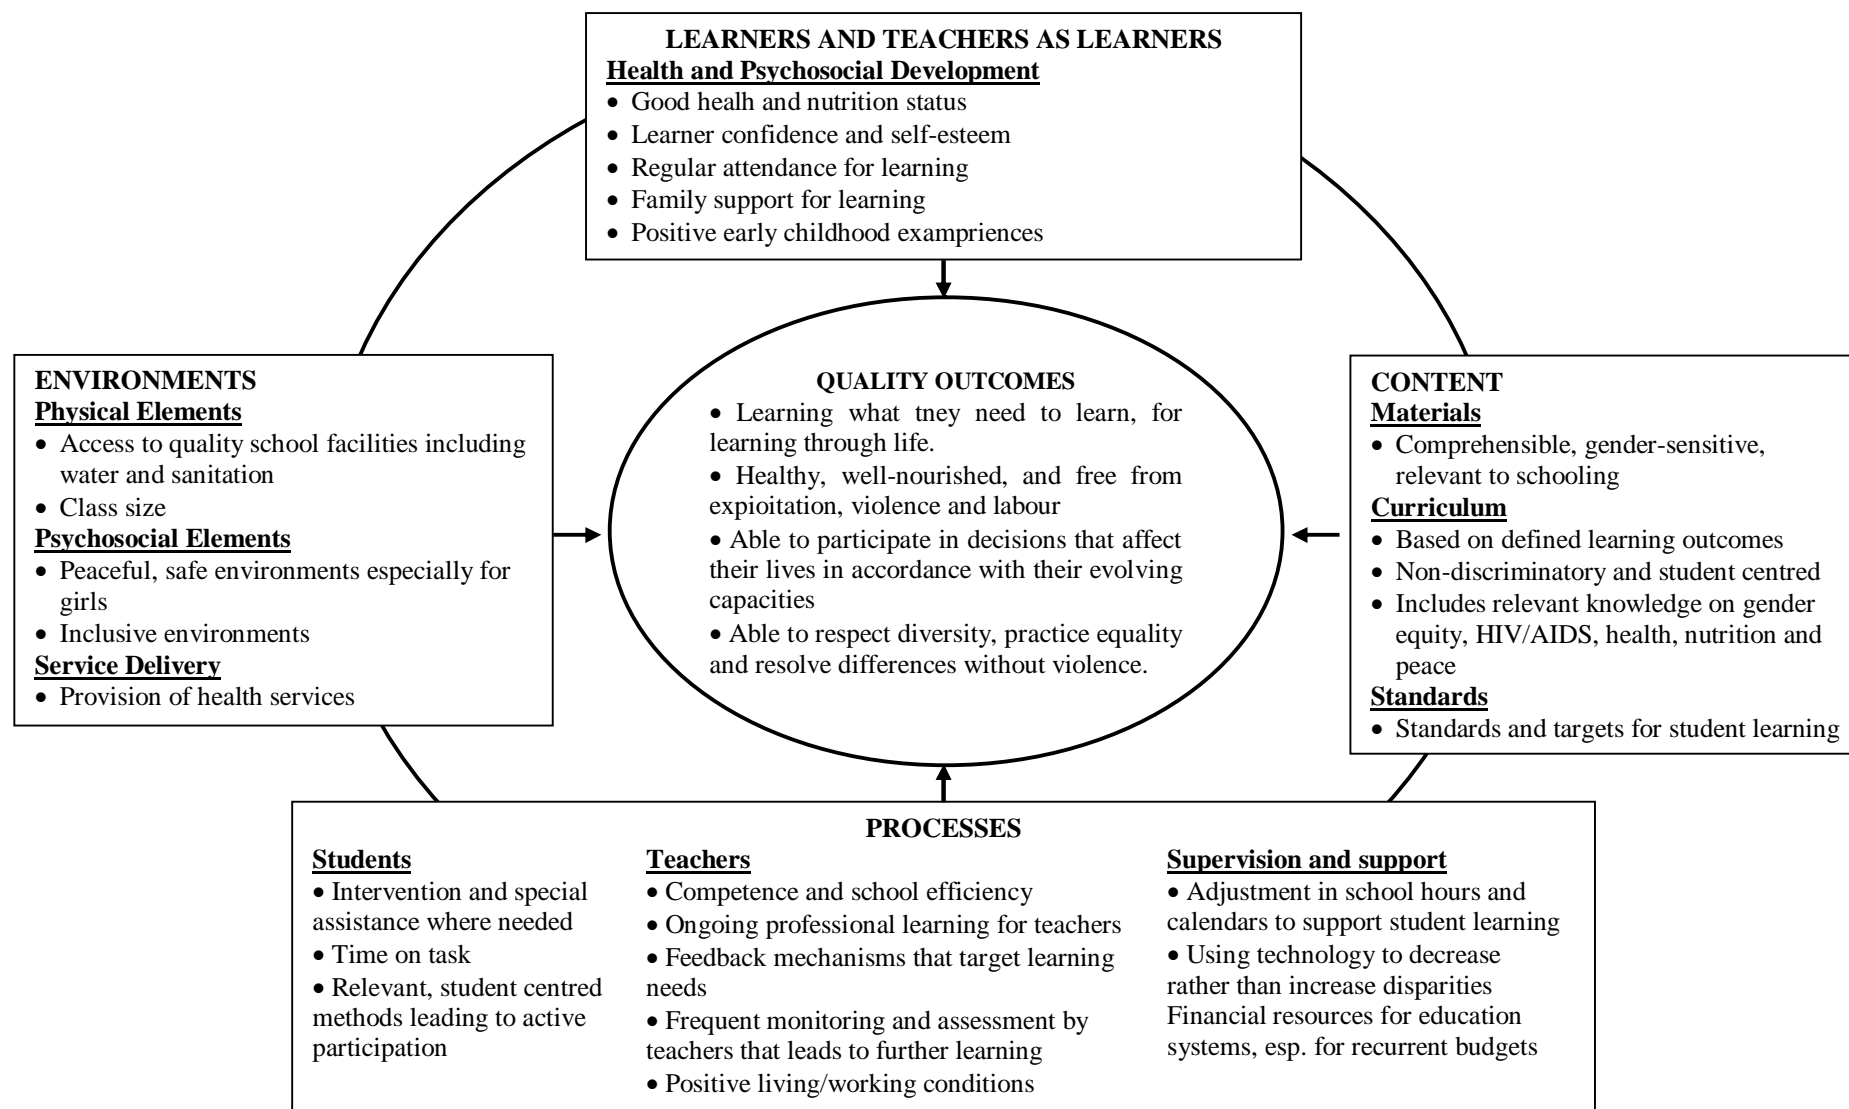 LEARNERS AND TEACHERS AS LEARNERS
Health and Psychosocial Development
• Good healh and nutrition status
• Learner confidence and self-esteem
• Regular attendance for learning
• Family support for learning
• Positive early childhood exampriences
ENVIRONMENTS
Physical Elements
• Access to quality school facilities including
water and sanitation
• Class size
Psychosocial Elements
• Peaceful, safe environments especially for
girls
• Inclusive environments
Service Delivery
• Provision of health services
QUALITY OUTCOMES
• Learning what tney need to learn, for
learning through life.
• Healthy, well-nourished, and free from
expioitation, violence and labour
• Able to participate in decisions that affect
their lives in accordance with their evolving
capacities
• Able to respect diversity, practice equality
and resolve differences without violence.
CONTENT
Materials
• Comprehensible, gender-sensitive,
relevant to schooling
Curriculum
• Based on defined learning outcomes
• Non-discriminatory and student centred
• Includes relevant knowledge on gender
equity, HIV/AIDS, health, nutrition and
peace
Standards
• Standards and targets for student learning
PROCESSES
Students
• Intervention and special
assistance where needed
• Time on task
• Relevant, student centred
methods leading to active
participation
Teachers
• Competence and school efficiency
• Ongoing professional learning for teachers
• Feedback mechanisms that target learning
needs
• Frequent monitoring and assessment by
teachers that leads to further learning
• Positive living/working conditions
Supervision and support
• Adjustment in school hours and
calendars to support student learning
• Using technology to decrease
rather than increase disparities
Financial resources for education
systems, esp. for recurrent budgets